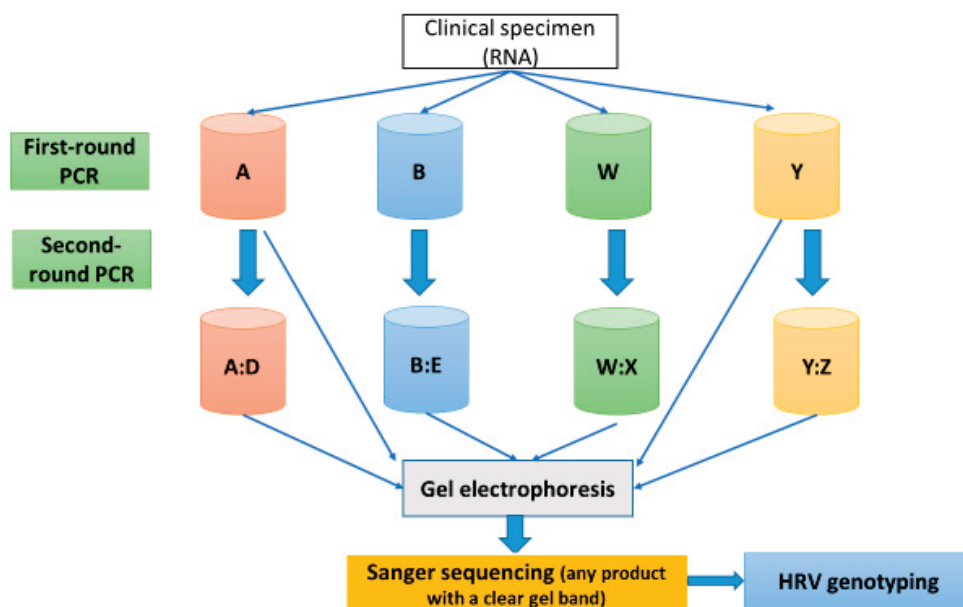 Clinical specimen
(RNA)
First-round
PCR
A
B
W
Y
Second-
round PCR
A:D
B:E
W:X
Y:Z
Gel electrophoresis
Sanger sequencing (any product
with a clear gel band)
HRV genotyping